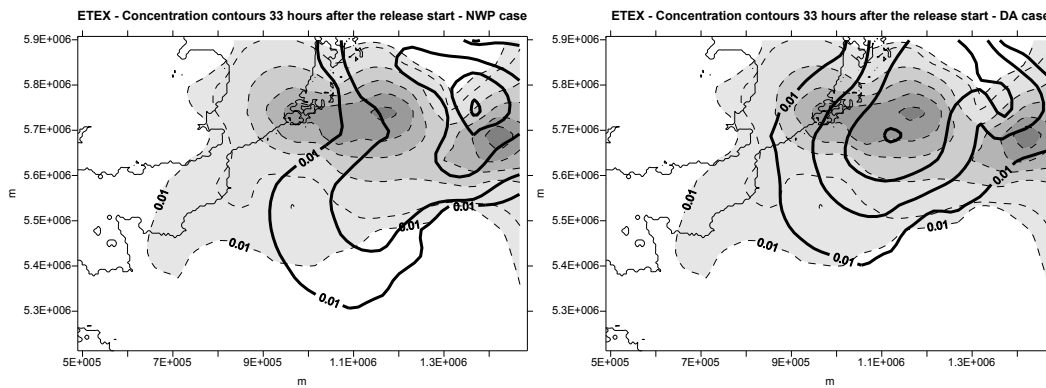 ETEX - Concentration contours 33 hours after the release start - NWP case
5.9E+006
5.8E+006
5.7E+006
5.6E+006
5.5E+006
5.4E+006
5.3E+006
m
5E+005 7E+005 9E+005 1.1E+006 1.3E+006
m
0.01
0.01
0.01
0.01
0.01
0.01
ETEX - Concentration contours 33 hours after the release start - DA case
5.9E+006
5.8E+006
5.7E+006
5.6E+006
5.5E+006
5.4E+006
5.3E+006
m
5E+005 7E+005 9E+005 1.1E+006 1.3E+006
m
0.01
0.01
0.01
0.01
0.01
0.01
0.01